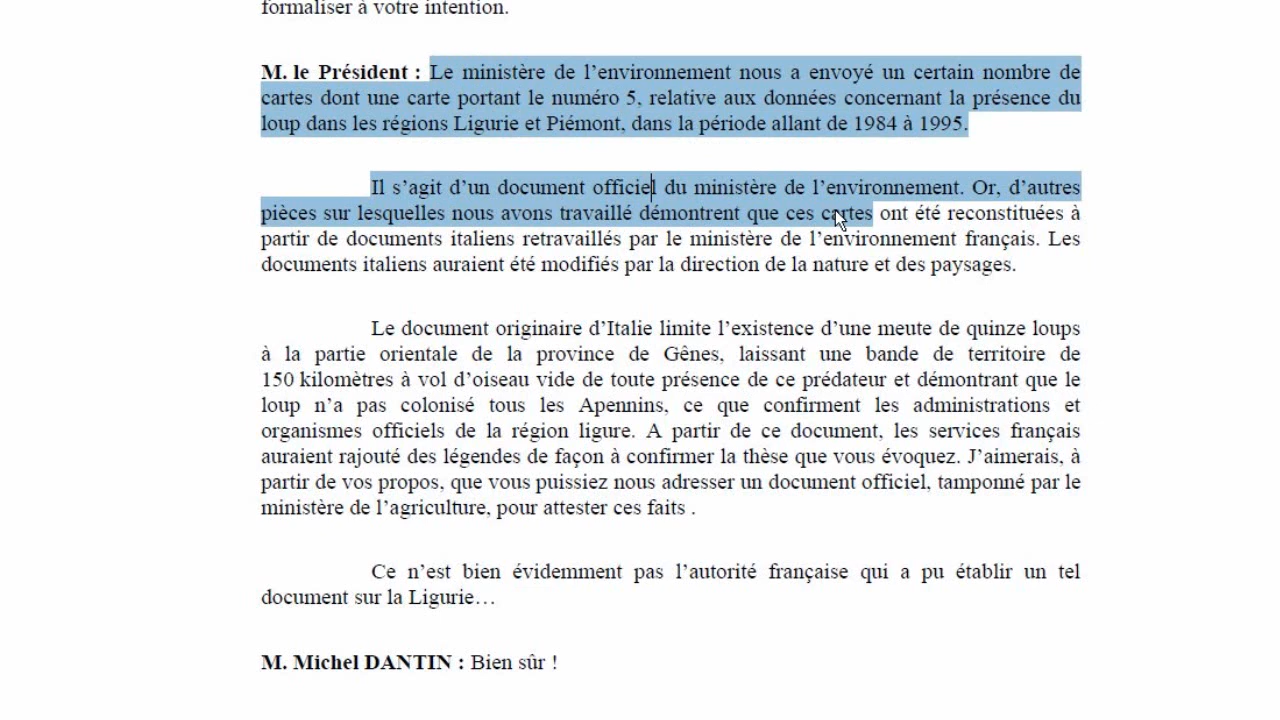 formaliser à votre intention.
M. le Président : Le ministère de l’environnement nous a envoyé un certain nombre de
cartes dont une carte portant le numéro 5, relative aux données concernant la présence du
loup dans les régions Ligurie et Piémont, dans la période allant de 1984 à 1995.
Il s’agit d’un document officiel du ministère de l’environnement. Or, d’autres
pièces sur lesquelles nous avons travaillé démontrent que ces cartes ont été reconstituées à
partir de documents italiens retravaillés par le ministère de l’environnement français. Les
documents italiens auraient été modifiés par la direction de la nature et des paysages.
Le document originaire d’Italie limite l’existence d’une meute de quinze loups
à la partie orientale de la province de Gênes, laissant une bande de territoire de
150 kilomètres à vol d’oiseau vide de toute présence de ce prédateur et démontrant que le
loup n’a pas colonisé tous les Apennins, ce que confirment les administrations et
organismes officiels de la région ligure. A partir de ce document, les services français
auraient rajouté des légendes de façon à confirmer la thèse que vous évoquez. J’aimerais, à
partir de vos propos, que vous puissiez nous adresser un document officiel, tamponné par le
ministère de l’agriculture, pour attester ces faits .
Ce n’est bien évidemment pas l’autorité française qui a pu établir un tel
document sur la Ligurie…
M. Michel DANTIN : Bien sûr !